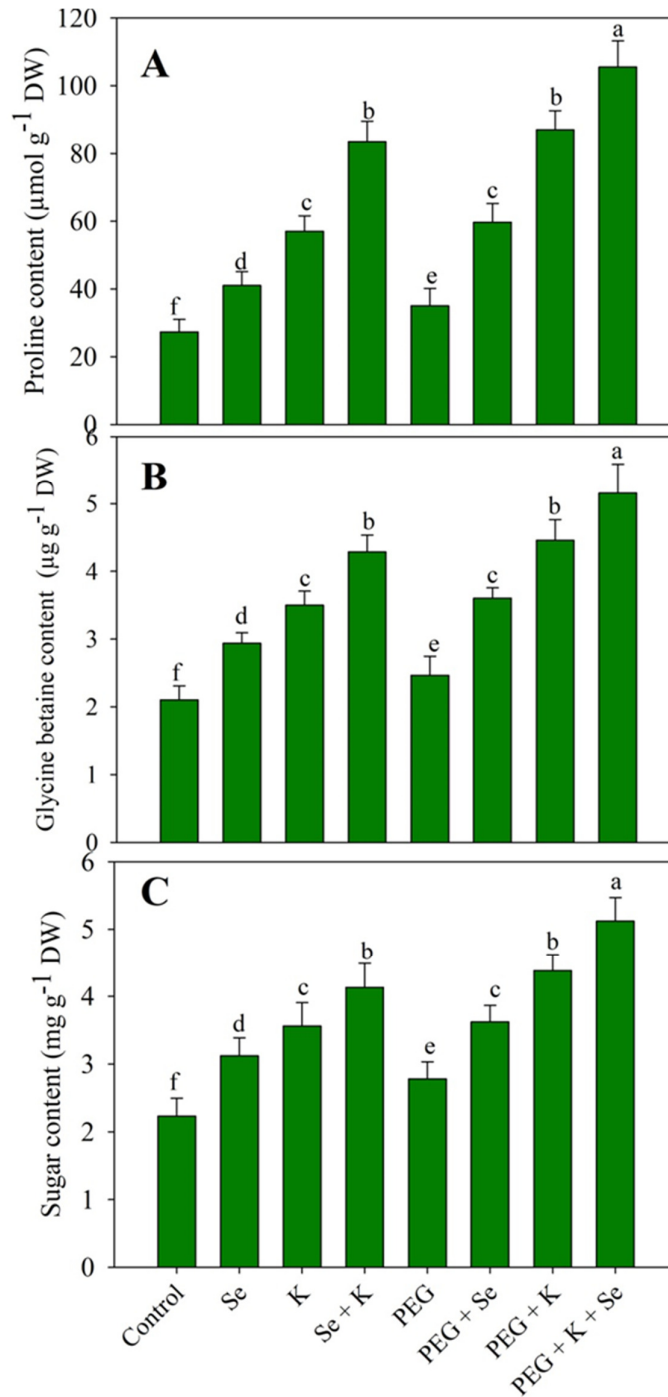 A
Proline content (µmol g-1 DW)
120
100
80
60
40
20
0
f
d
c
b
e
c
b
a
B
Glycine betaine content (µg g-1 DW)
6
5
4
3
2
1
0
f
d
c
b
e
c
b
a
C
Sugar content (mg g-1 DW)
6
5
4
3
2
1
0
f
d
c
b
e
c
b
a
Control
Se
K
Se + K
PEG
PEG + Se
PEG + K
PEG + K + Se